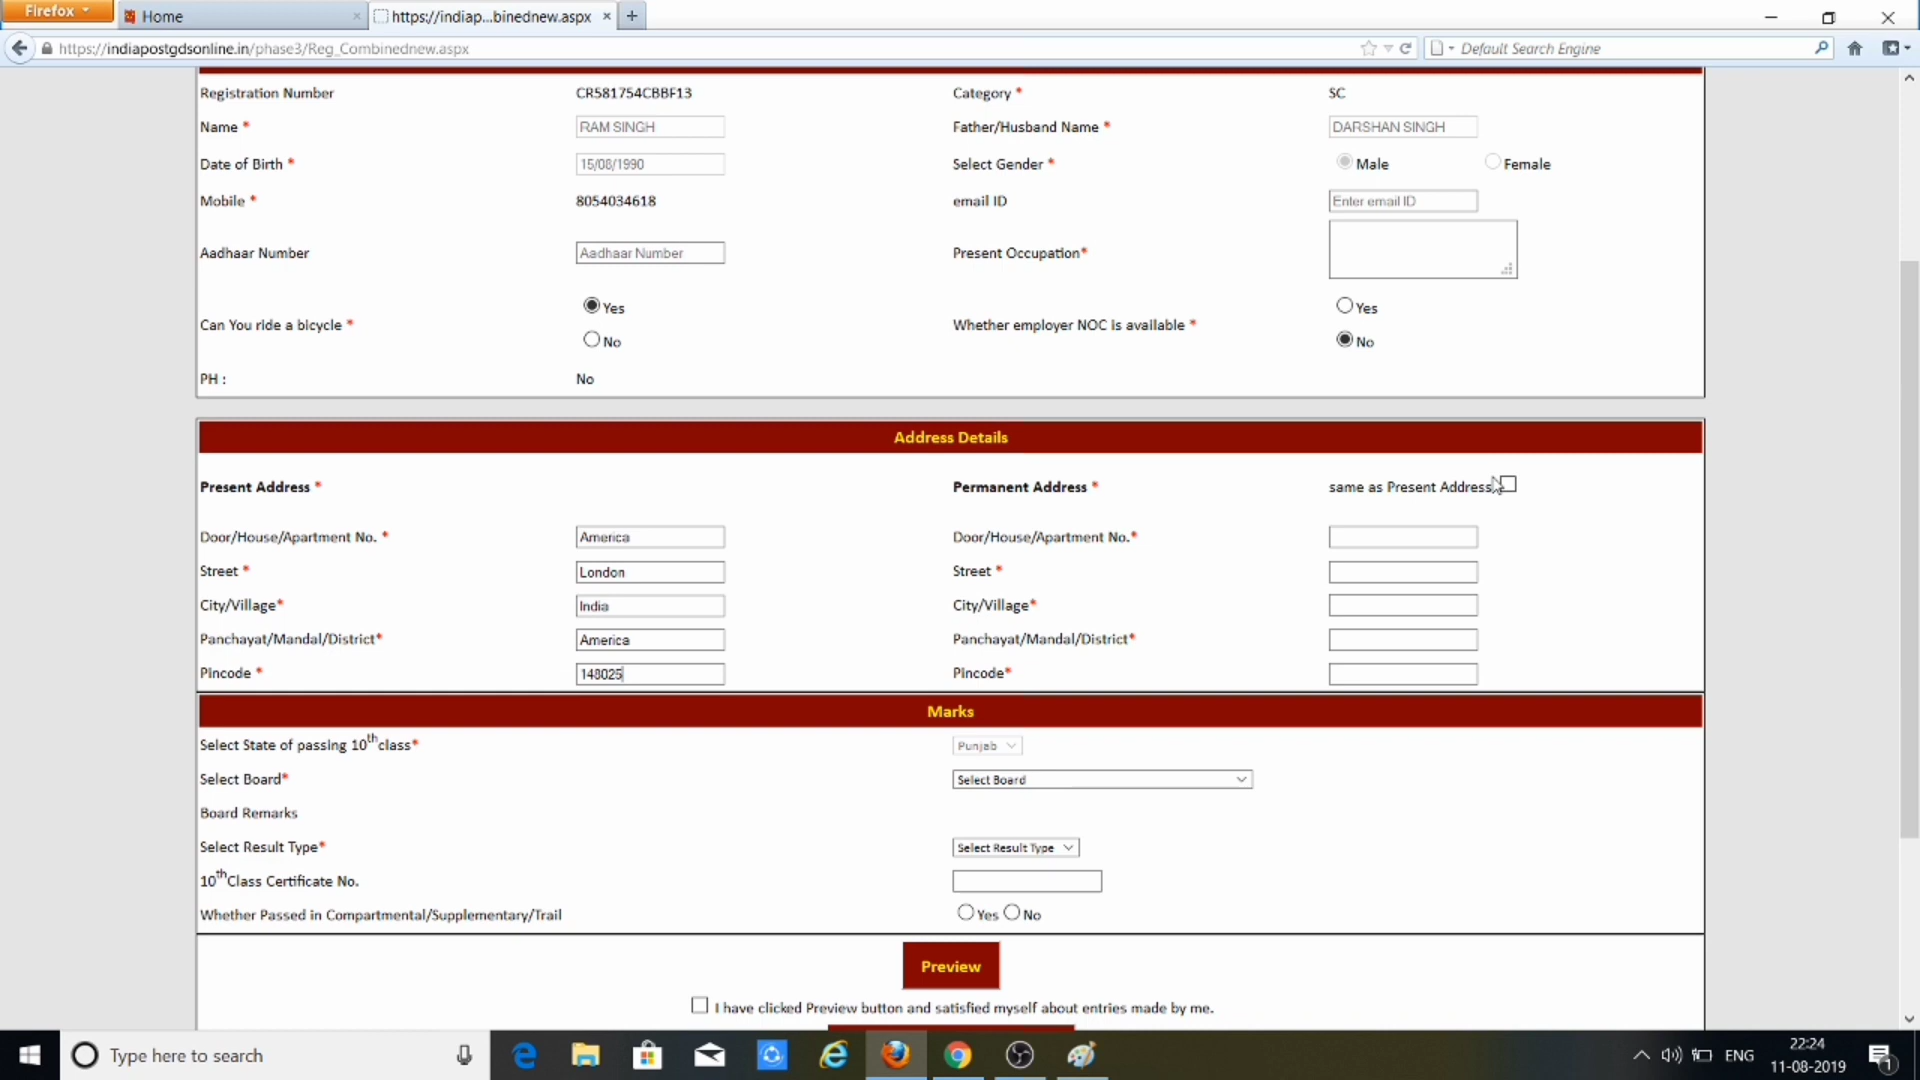 Firefox
Home
https://indiap...binednew.aspx
https://indiapostgdsonline.in/phase3/Reg_Combinednew.aspx
Default Search Engine
Registration Number CR581754CBBF13 Category * SC
Name * RAM SINGH Father/Husband Name * DARSHAN SINGH
Date of Birth * 15/08/1990 Select Gender * Male Female
Mobile * 8054034618 email ID Enter email ID
Aadhaar Number Aadhaar Number Present Occupation*
Yes Yes
Can You ride a bicycle * Whether employer NOC is available *
No No
PH : No
Address Details
Present Address * Permanent Address * same as Present Address
Door/House/Apartment No. * America Door/House/Apartment No.*
Street * London Street *
City/Village* India City/Village*
Panchayat/Mandal/District* America Panchayat/Mandal/District*
Pincode * 148025 Pincode*
Marks
Select State of passing 10th class* Punjab
Select Board* Select Board
Board Remarks
Select Result Type* Select Result Type
10th Class Certificate No.
Whether Passed in Compartmental/Supplementary/Trail Yes No
Preview
I have clicked Preview button and satisfied myself about entries made by me.
Type here to search
ENG
22:24
11-08-2019
1